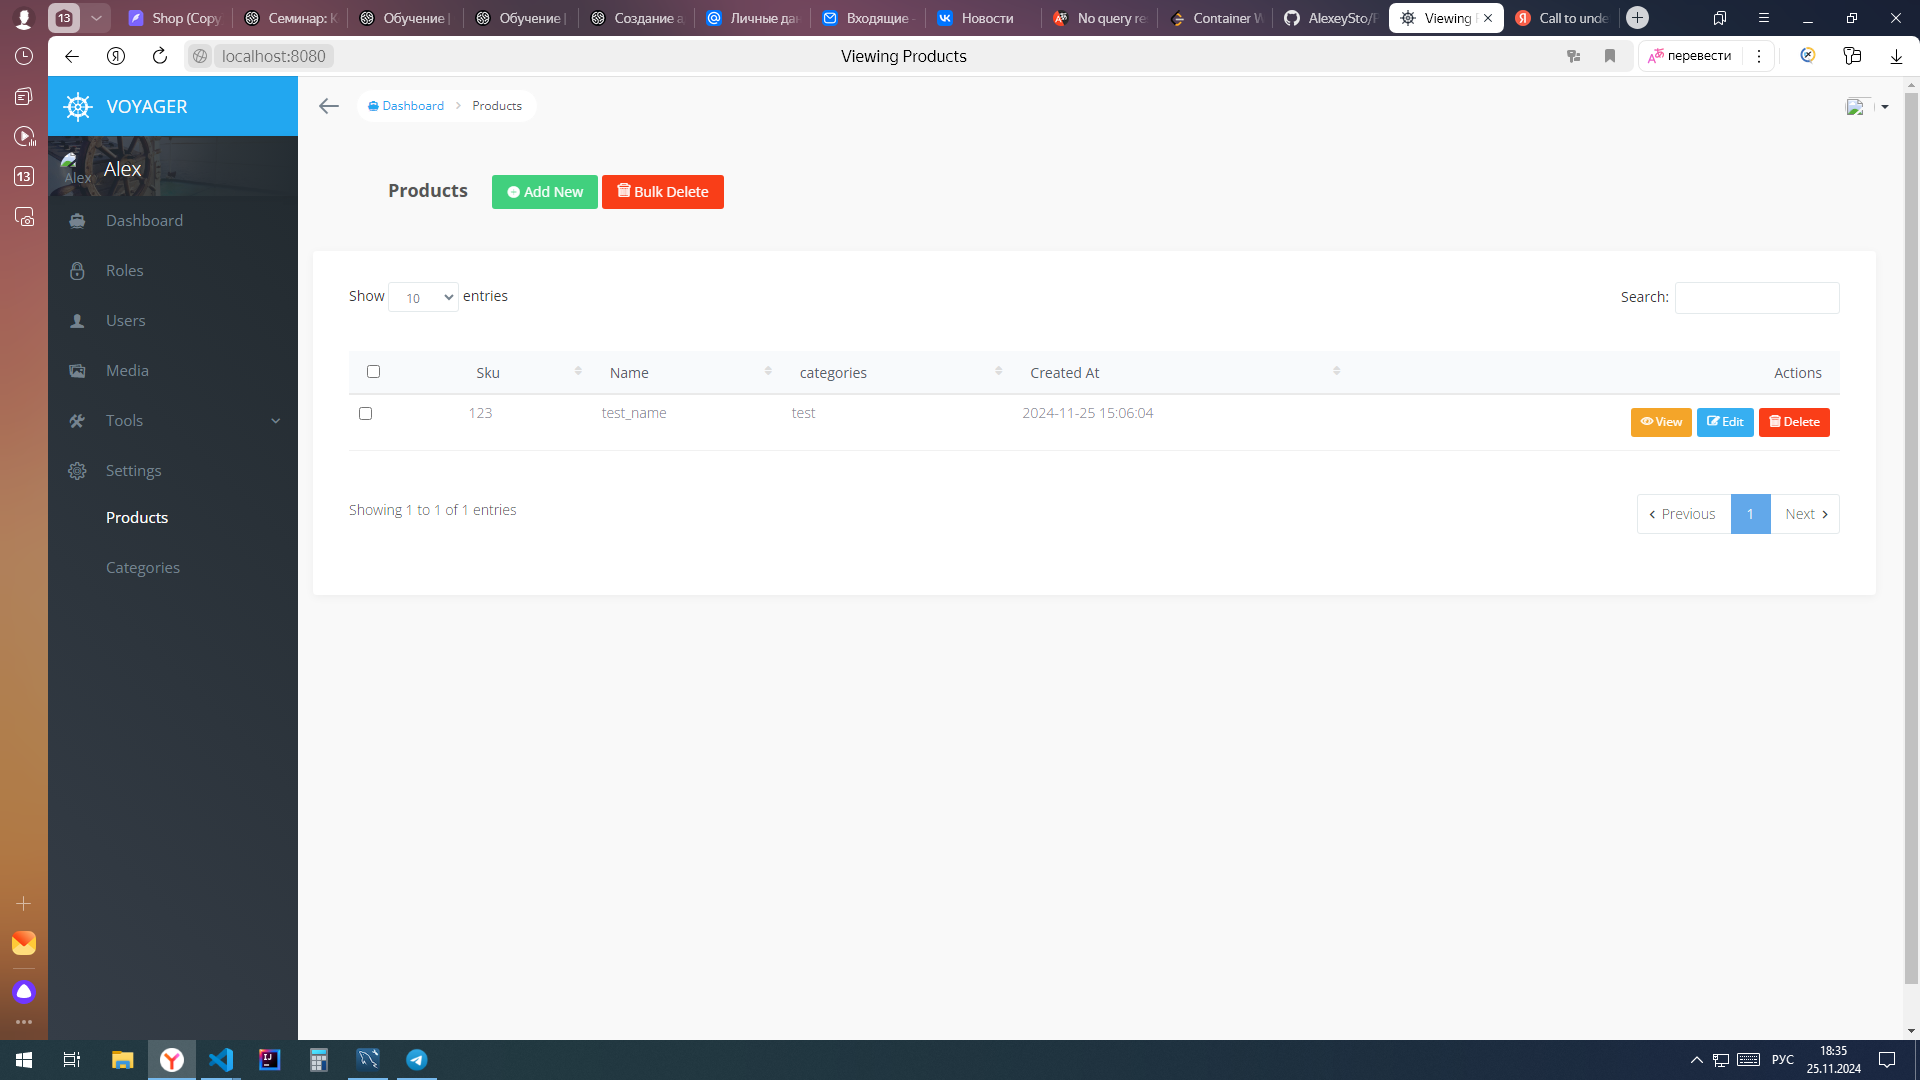 13
Shop (Copy
Семинар: К
Обучение
Обучение
Создание а
Личные дан
Входящие -
Новости
No query re
Container W
AlexeySto/P
Viewing
Call to unde
localhost:8080
Viewing Products
перевести
13
VOYAGER
Dashboard
Products
Alex
Alex
Dashboard
Roles
Users
Media
Tools
Settings
Products
Categories
Products
Add New
Bulk Delete
Show 10 entries
Search:
Sku
Name
categories
Created At
Actions
123
test_name
test
2024-11-25 15:06:04
View
Edit
Delete
Showing 1 to 1 of 1 entries
Previous
1
Next
РУС
18:35
25.11.2024